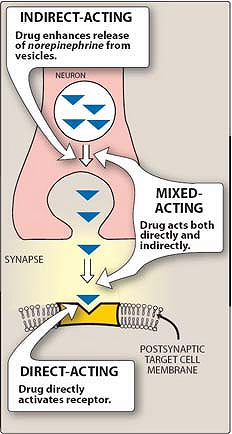 INDIRECT-ACTING
Drug enhances release
of norepinephrine from
vesicles.
NEURON
MIXED-
ACTING
Drug acts both
directly and
indirectly.
SYNAPSE
POSTSYNAPTIC
TARGET CELL
MEMBRANE
DIRECT-ACTING
Drug directly
activates receptor.